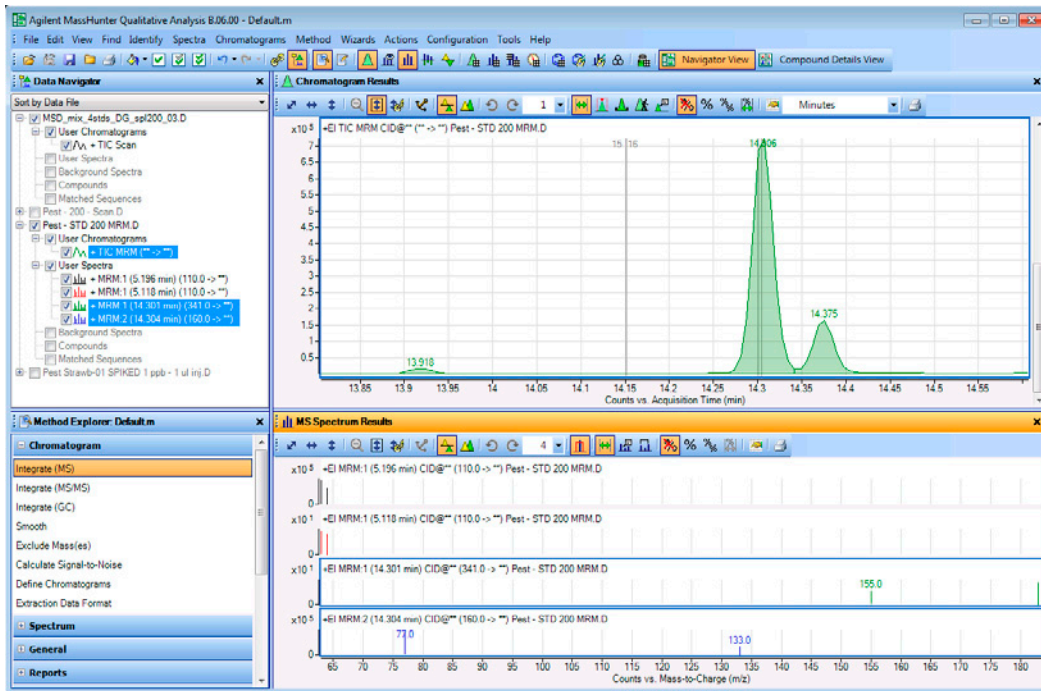 Agilent MassHunter Qualitative Analysis B.06.00 - Default.m
File Edit View Find Identify Spectra Chromatograms Method Wizards Actions Configuration Tools Help
Navigator View Compound Details View
Data Navigator
Sort by Data File
MSD_mix_4stds_DG_spl200_03.D
User Chromatograms
+ TIC Scan
User Spectra
Background Spectra
Compounds
Matched Sequences
Pest - 200 - Scan.D
Pest - STD 200 MRM.D
User Chromatograms
+ TIC MRM (** -> **)
User Spectra
+ MRM:1 (5.196 min) (110.0 -> **)
+ MRM:1 (5.118 min) (110.0 -> **)
+ MRM:1 (14.301 min) (341.0 -> **)
+ MRM:2 (14.304 min) (160.0 -> **)
Background Spectra
Compounds
Matched Sequences
Pest Strawb-01 SPIKED 1 ppb - 1 ul inj.D
Chromatogram Results
1 Minutes
x10 5 +EI TIC MRM CID@** (** -> **) Pest - STD 200 MRM.D
15 16
14.306
7
6.5
6
5.5
5
4.5
4
3.5
3
2.5
2
1.5
1
0.5
14.375
13.918
13.85 13.9 13.95 14 14.05 14.1 14.15 14.2 14.25 14.3 14.35 14.4 14.45 14.5 14.55
Counts vs. Acquisition Time (min)
Method Explorer: Default.m
Chromatogram
Integrate (MS)
Integrate (MS/MS)
Integrate (GC)
Smooth
Exclude Mass(es)
Calculate Signal-to-Noise
Define Chromatograms
Extraction Data Format
Spectrum
General
Reports
MS Spectrum Results
4
x10 5 +EI MRM:1 (5.196 min) CID@** (110.0 -> **) Pest - STD 200 MRM.D
0
x10 1 +EI MRM:1 (5.118 min) CID@** (110.0 -> **) Pest - STD 200 MRM.D
0
x10 1 +EI MRM:1 (14.301 min) CID@** (341.0 -> **) Pest - STD 200 MRM.D
155.0
0
x10 5 +EI MRM:2 (14.304 min) CID@** (160.0 -> **) Pest - STD 200 MRM.D
77.0
133.0
0
65 70 75 80 85 90 95 100 105 110 115 120 125 130 135 140 145 150 155 160 165 170 175 180
Counts vs. Mass-to-Charge (m/z)